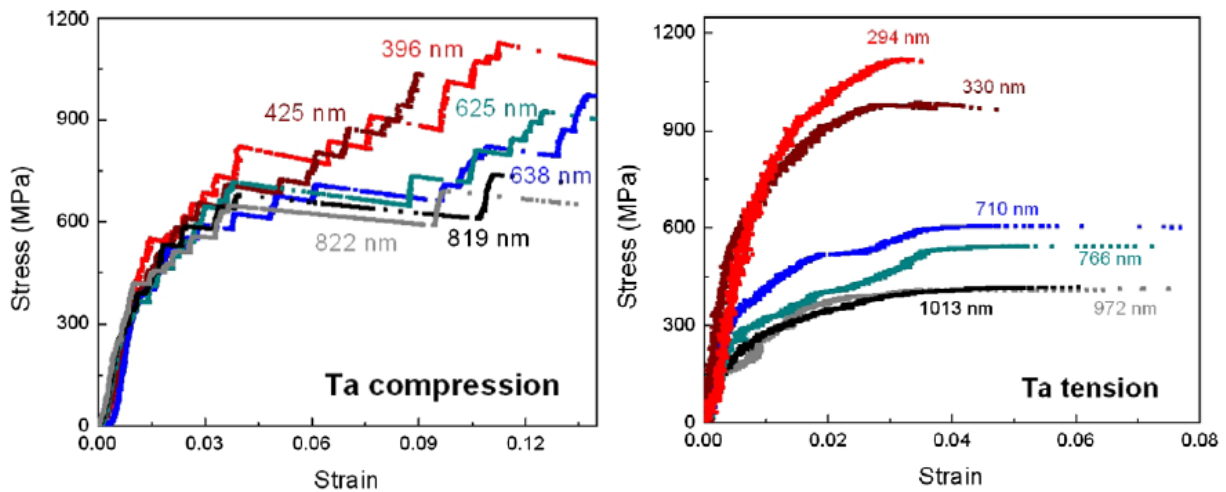 1200
900
600
300
0
Stress (MPa)
396 nm
425 nm
625 nm
638 nm
819 nm
822 nm
Ta compression
0.00 0.03 0.06 0.09 0.12
Strain
1200
900
600
300
0
Stress (MPa)
294 nm
330 nm
710 nm
766 nm
1013 nm
972 nm
Ta tension
0.00 0.02 0.04 0.06 0.08
Strain